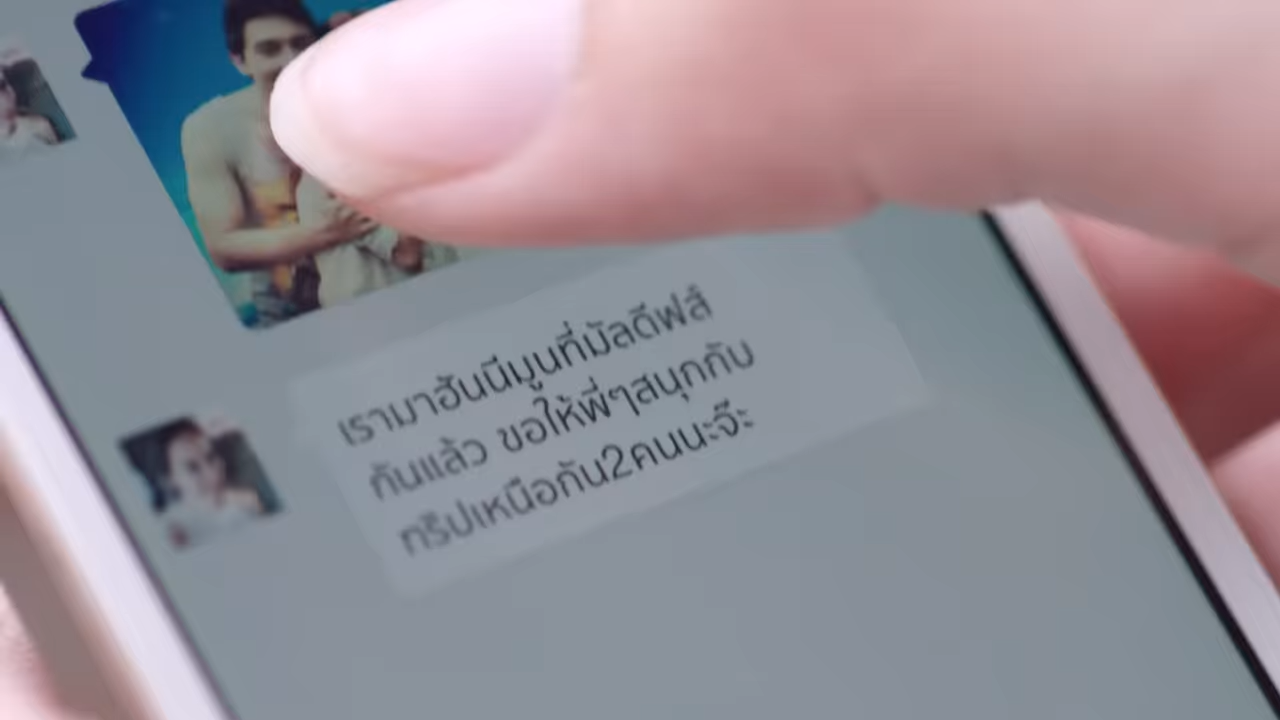 เรามาฮันนีมูนที่มัลดีฟส์
กันแล้ว ขอให้พี่ๆสนุกกับ
ทริปเหนือกัน2คนนะจ๊ะ